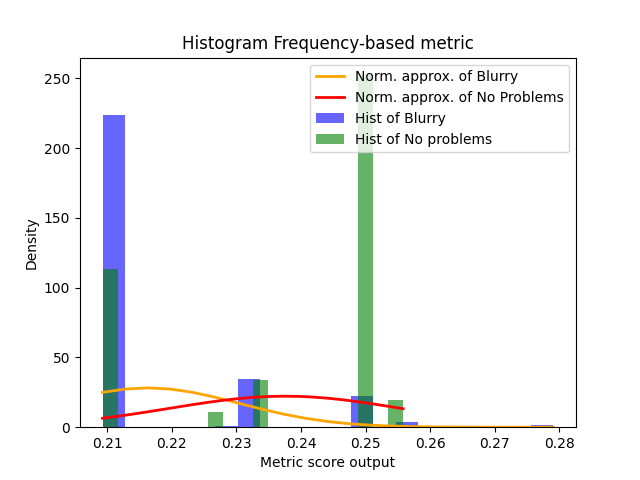 Histogram Frequency-based metric
Norm. approx. of Blurry
Norm. approx. of No Problems
Hist of Blurry
Hist of No problems
250
200
150
100
50
0
Density
0.21 0.22 0.23 0.24 0.25 0.26 0.27 0.28
Metric score output